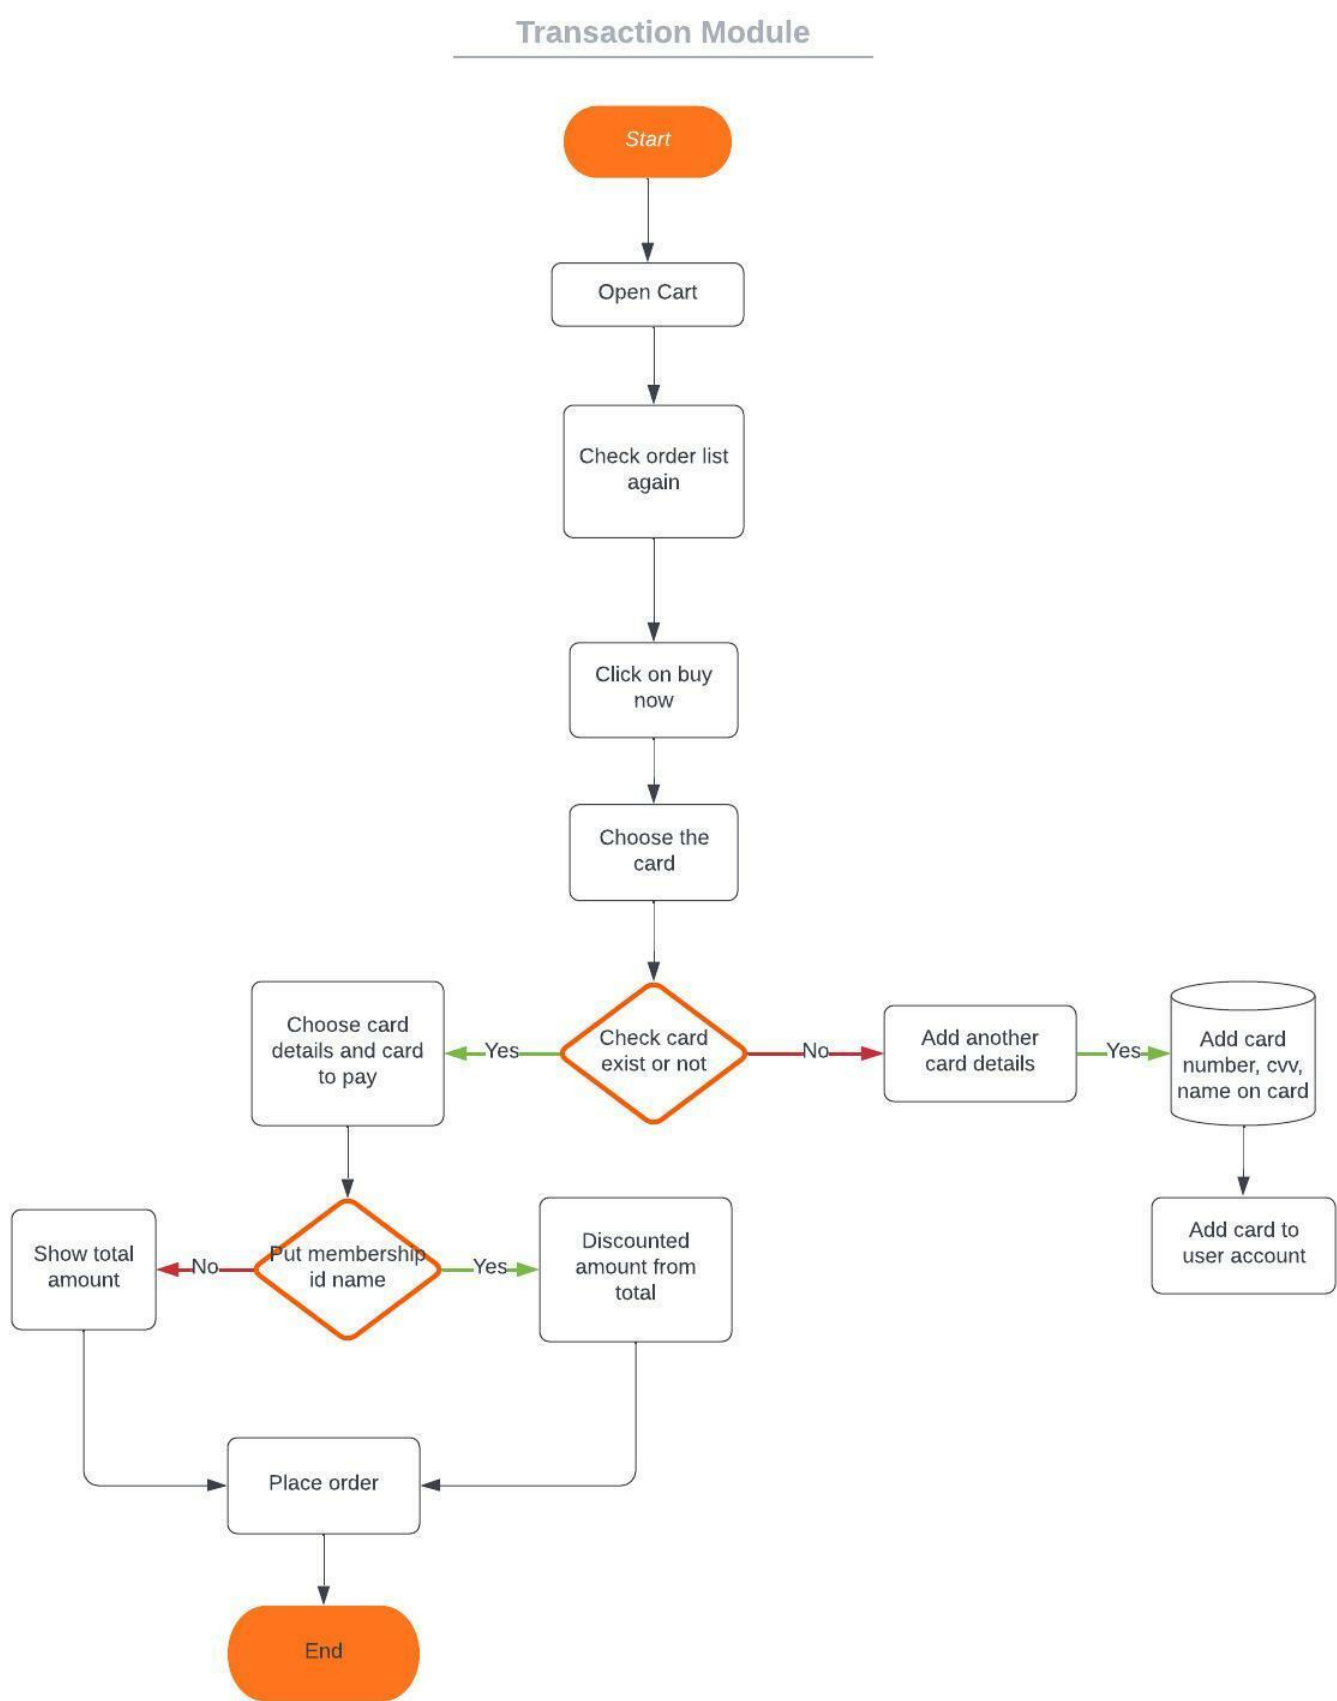 Transaction Module
Start
Open Cart
Check order list
again
Click on buy
now
Choose the
card
Choose card
details and card
to pay
Yes
Check card
exist or not
No
Add another
card details
Yes
Add card
number, cvv,
name on card
Show total
amount
No
Put membership
id name
Yes
Discounted
amount from
total
Add card to
user account
Place order
End